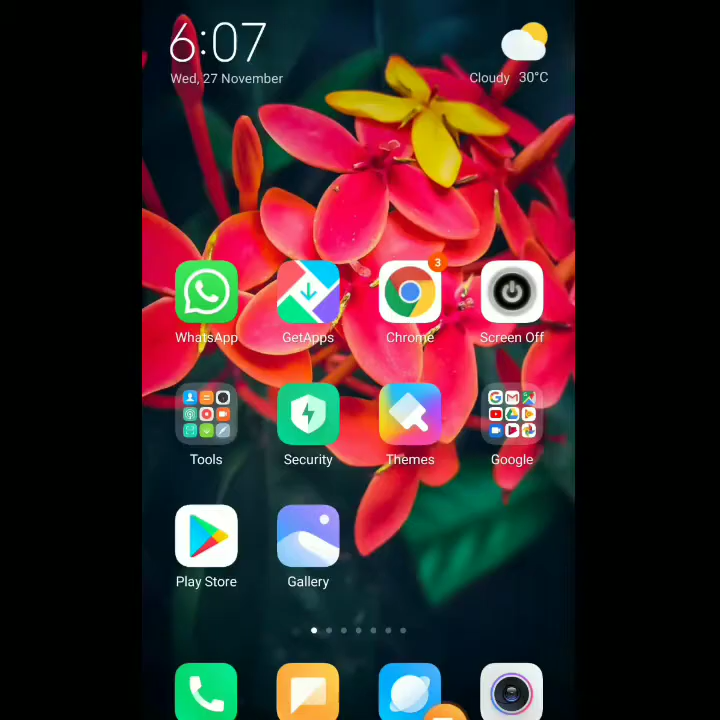 6:07
Wed, 27 November
Cloudy 30°C
3
WhatsApp
GetApps
Chrome
Screen Off
Tools
Security
Themes
Google
Play Store
Gallery